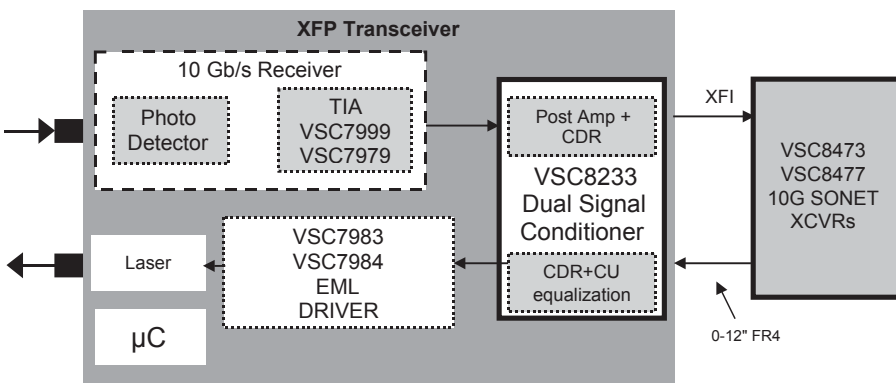 XFP Transceiver
10 Gb/s Receiver
Photo
Detector
TIA
VSC7999
VSC7979
Post Amp +
CDR
VSC8233
Dual Signal
Conditioner
CDR+CU
equalization
XFI
VSC8473
VSC8477
10G SONET
XCVRs
Laser
VSC7983
VSC7984
EML
DRIVER
µC
0-12" FR4